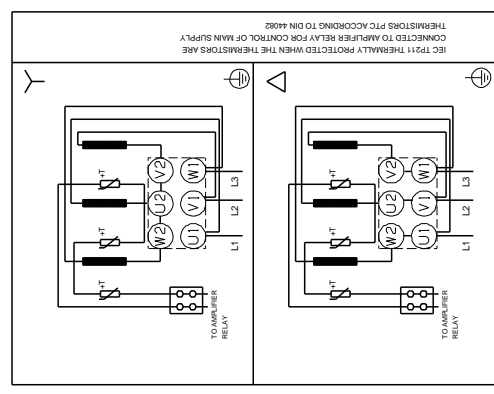 IEC TP211 THERMALLY PROTECTED WHEN THE THERMISTORS ARE
CONNECTED TO AMPLIFIER RELAY FOR CONTROL OF MAIN SUPPLY
THERMISTORS PTC ACCORDING TO DIN 44082
+T
+T
+T
V2
W1
U2
V1
W2
U1
L3
L2
L1
TO AMPLIFIER
RELAY
+T
+T
+T
V2
W1
U2
V1
W2
U1
L3
L2
L1
TO AMPLIFIER
RELAY